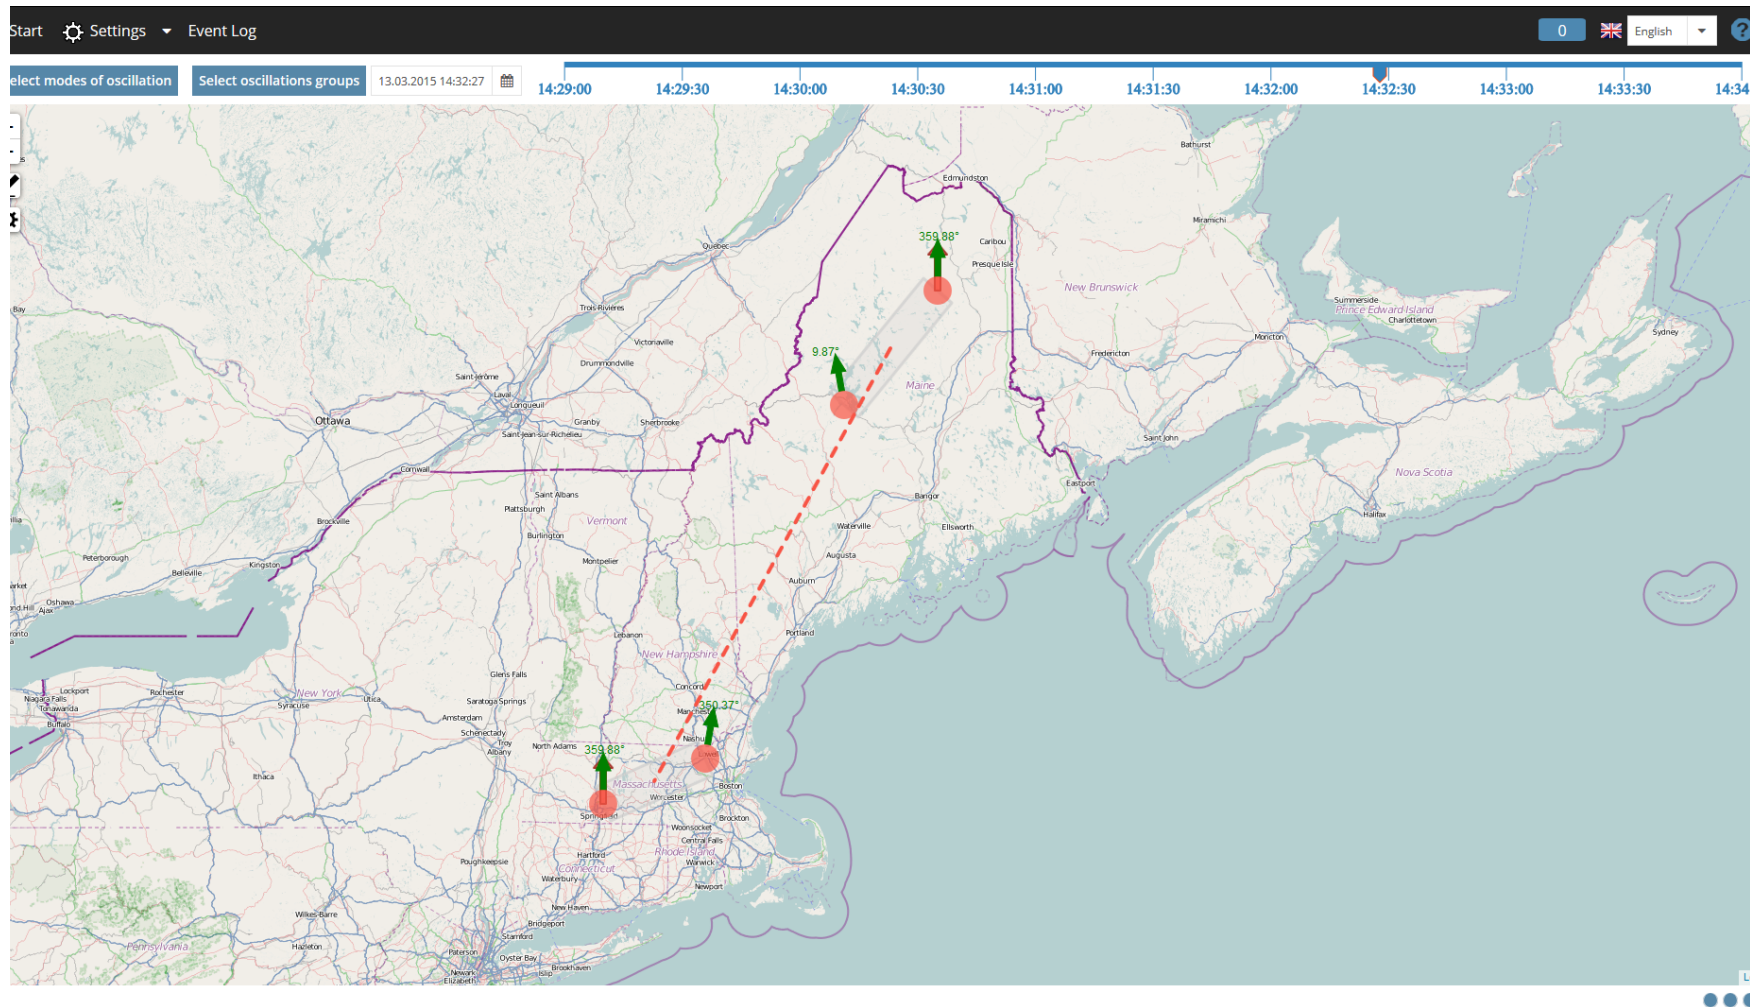 Start Settings Event Log 0 English ?
elect modes of oscillation Select oscillations groups 13.03.2015 14:32:27
14:29:00 14:29:30 14:30:00 14:30:30 14:31:00 14:31:30 14:32:00 14:32:30 14:33:00 14:33:30 14:34
Bathurst
Edmundston
Miramichi
359.88°
Caribou
Quebec
Presque Isle
New Brunswick
Summerside
Prince Edward Island
Charlottetown
Trois-Rivières
Bay
Sydney
Moncton
Victoriaville
9.87°
Fredericton
Drummondville
Saint-Jérôme
Maine
Laval
Longueuil
Ottawa
Granby
Sherbrooke
Saint-Jean-sur-Richelieu
Saint John
Cornwall
Nova Scotia
Eastport
Saint Albans
Bangor
Plattsburgh
Halifax
Brockville
Vermont
Waterville
Ellsworth
Burlington
Peterborough
Augusta
Kingston
Montpelier
Belleville
Auburn
Oshawa
Ajax
Portland
Lebanon
New Hampshire
Glens Falls
Concord
Lockport
Rochester
New York
Niagara Falls
Utica
Saratoga Springs
Tonawanda
Syracuse
350.37°
Manchest
Amsterdam
Buffalo
Schenectady
Nashu
Troy
North Adams
359.88°
Albany
Ithaca
Massachusetts
Boston
Worcester
Springfield
Brockton
Woonsocket
Central Falls
Hartford
Rhode Island
Poughkeepsie
Warwick
Connecticut
Waterbury
Newport
New Haven
Wilkes-Barre
Bridgeport
Stamford
Pennsylvania
Hazleton
Paterson
Oyster Bay
Brookhaven
Newark
Islip
Elizabeth
L